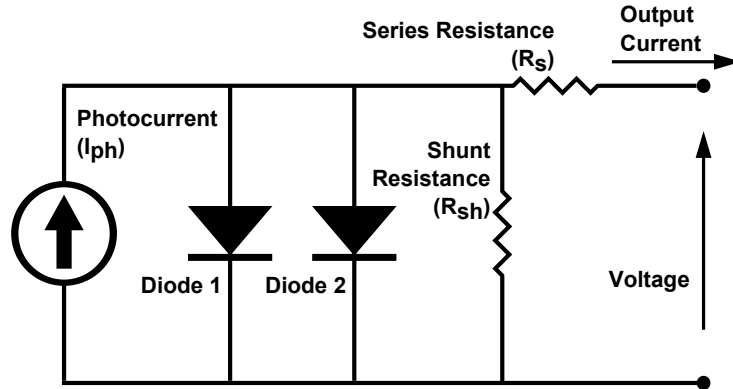 Series Resistance
(Rs)
Output
Current
Photocurrent
(Iph)
Shunt
Resistance
(Rsh)
Diode 1
Diode 2
Voltage